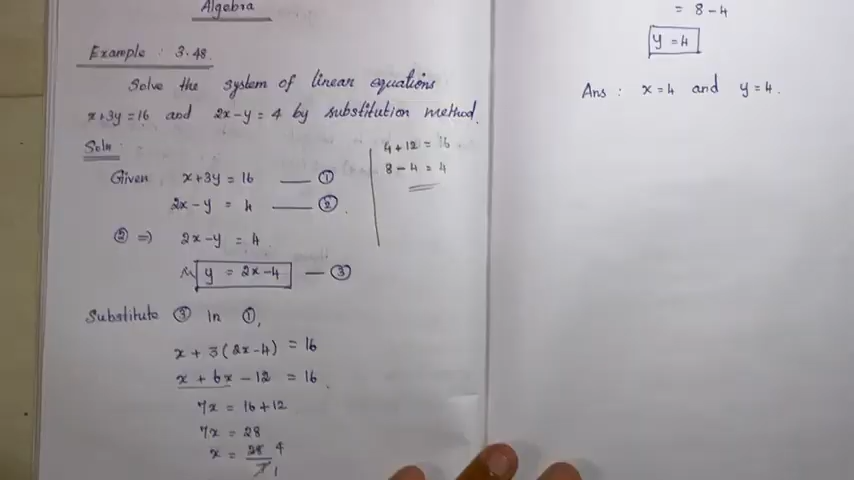 Algebra
Example : 3.48.
Solve the system of linear equations
x+3y = 16 and 2x-y = 4 by substitution method.
Soln
Given x+3y = 16 —— ①
2x-y = 4 —— ②
② => 2x-y = 4.
y = 2x-4 — ③
Substitute ③ in ①,
x + 3(2x-4) = 16
x + 6x - 12 = 16
7x = 16+12
7x = 28
x = 28/7 4 1
4+12 = 16
8-4 = 4
= 8-4
y = 4
Ans : x=4 and y=4.